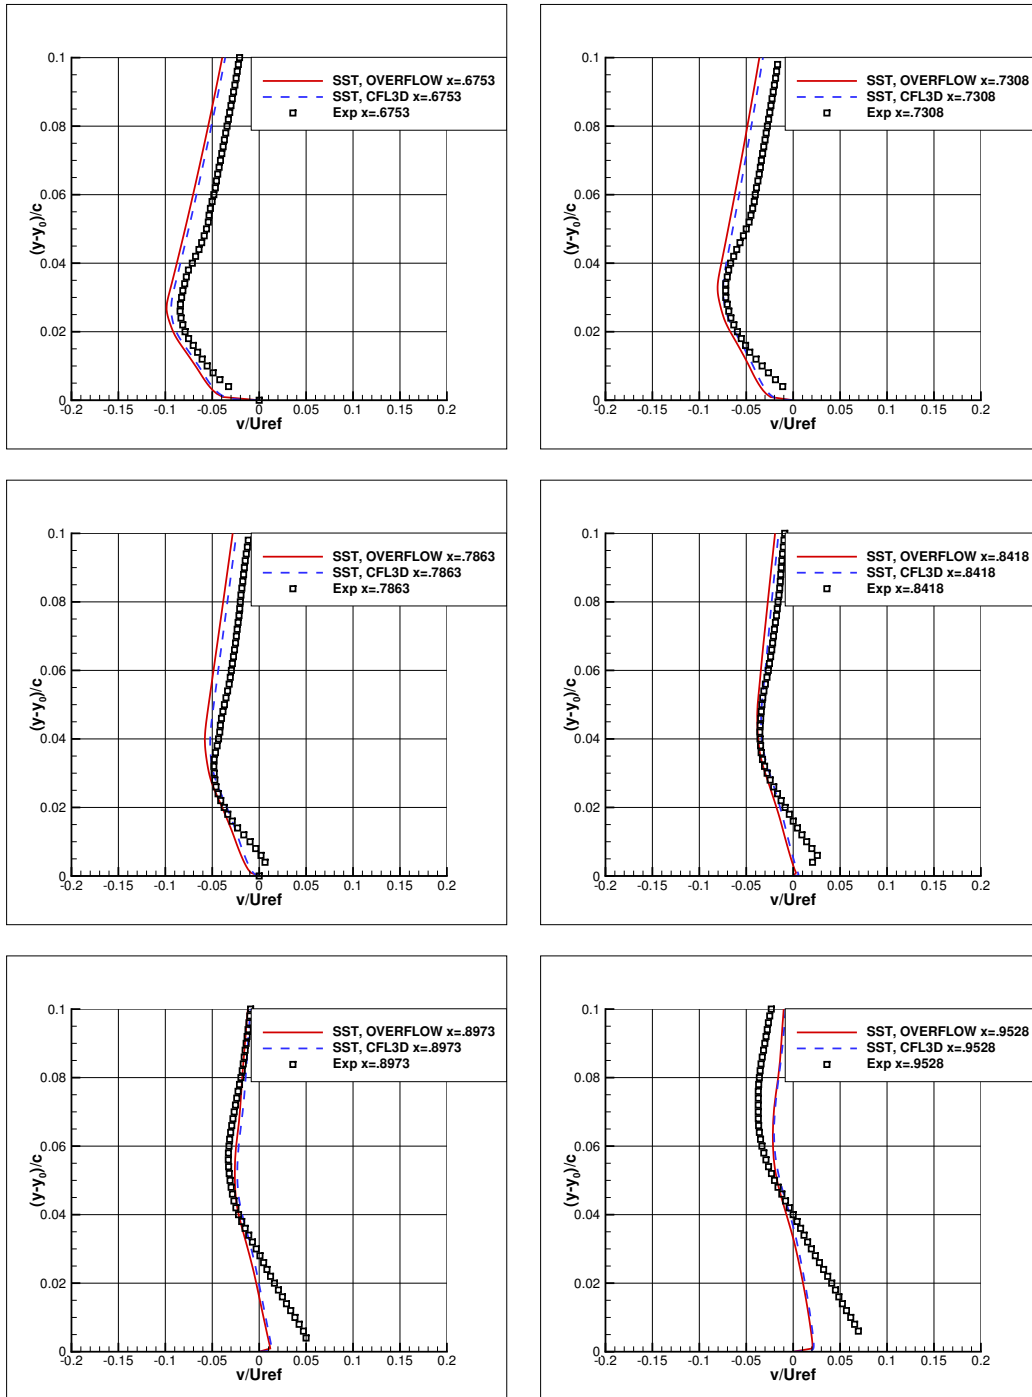 0.1
SST, OVERFLOW x=.6753
SST, CFL3D x=.6753
Exp x=.6753
0.08
0.06
(y-y0)/c
0.04
0.02
0
-0.2 -0.15 -0.1 -0.05 0 0.05 0.1 0.15 0.2
v/Uref
0.1
SST, OVERFLOW x=.7308
SST, CFL3D x=.7308
Exp x=.7308
0.08
0.06
(y-y0)/c
0.04
0.02
0
-0.2 -0.15 -0.1 -0.05 0 0.05 0.1 0.15 0.2
v/Uref
0.1
SST, OVERFLOW x=.7863
SST, CFL3D x=.7863
Exp x=.7863
0.08
0.06
(y-y0)/c
0.04
0.02
0
-0.2 -0.15 -0.1 -0.05 0 0.05 0.1 0.15 0.2
v/Uref
0.1
SST, OVERFLOW x=.8418
SST, CFL3D x=.8418
Exp x=.8418
0.08
0.06
(y-y0)/c
0.04
0.02
0
-0.2 -0.15 -0.1 -0.05 0 0.05 0.1 0.15 0.2
v/Uref
0.1
SST, OVERFLOW x=.8973
SST, CFL3D x=.8973
Exp x=.8973
0.08
0.06
(y-y0)/c
0.04
0.02
0
-0.2 -0.15 -0.1 -0.05 0 0.05 0.1 0.15 0.2
v/Uref
0.1
SST, OVERFLOW x=.9528
SST, CFL3D x=.9528
Exp x=.9528
0.08
0.06
(y-y0)/c
0.04
0.02
0
-0.2 -0.15 -0.1 -0.05 0 0.05 0.1 0.15 0.2
v/Uref